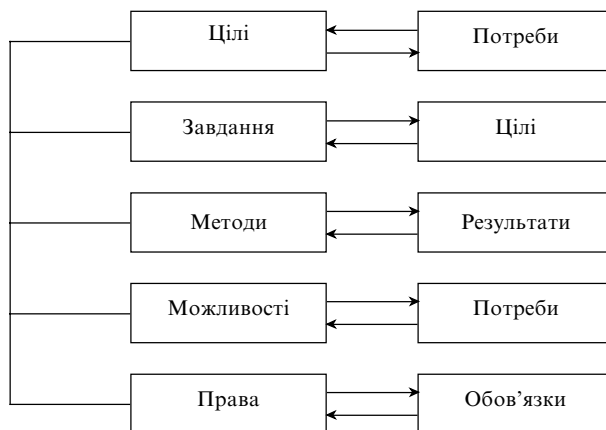 Цілі
Потреби
Завдання
Цілі
Методи
Результати
Можливості
Потреби
Права
Обов’язки